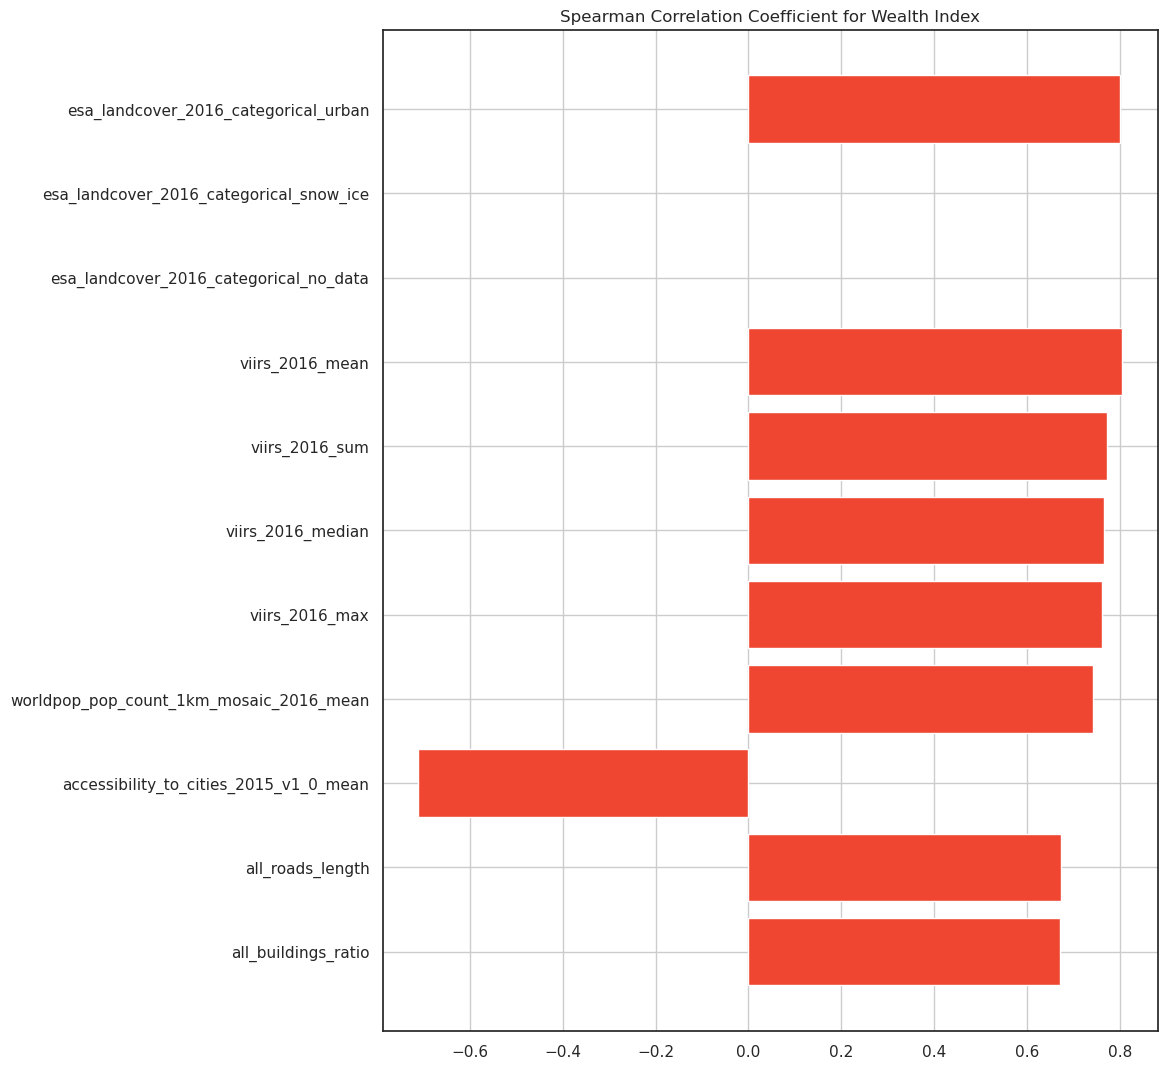 Spearman Correlation Coefficient for Wealth Index
esa_landcover_2016_categorical_urban
esa_landcover_2016_categorical_snow_ice
esa_landcover_2016_categorical_no_data
viirs_2016_mean
viirs_2016_sum
viirs_2016_median
viirs_2016_max
worldpop_pop_count_1km_mosaic_2016_mean
accessibility_to_cities_2015_v1_0_mean
all_roads_length
all_buildings_ratio
−0.6 −0.4 −0.2 0.0 0.2 0.4 0.6 0.8